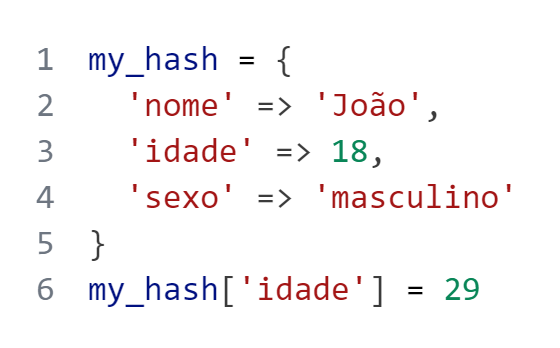 1 my_hash = {
2   'nome' => 'João',
3   'idade' => 18,
4   'sexo' => 'masculino'
5 }
6 my_hash['idade'] = 29